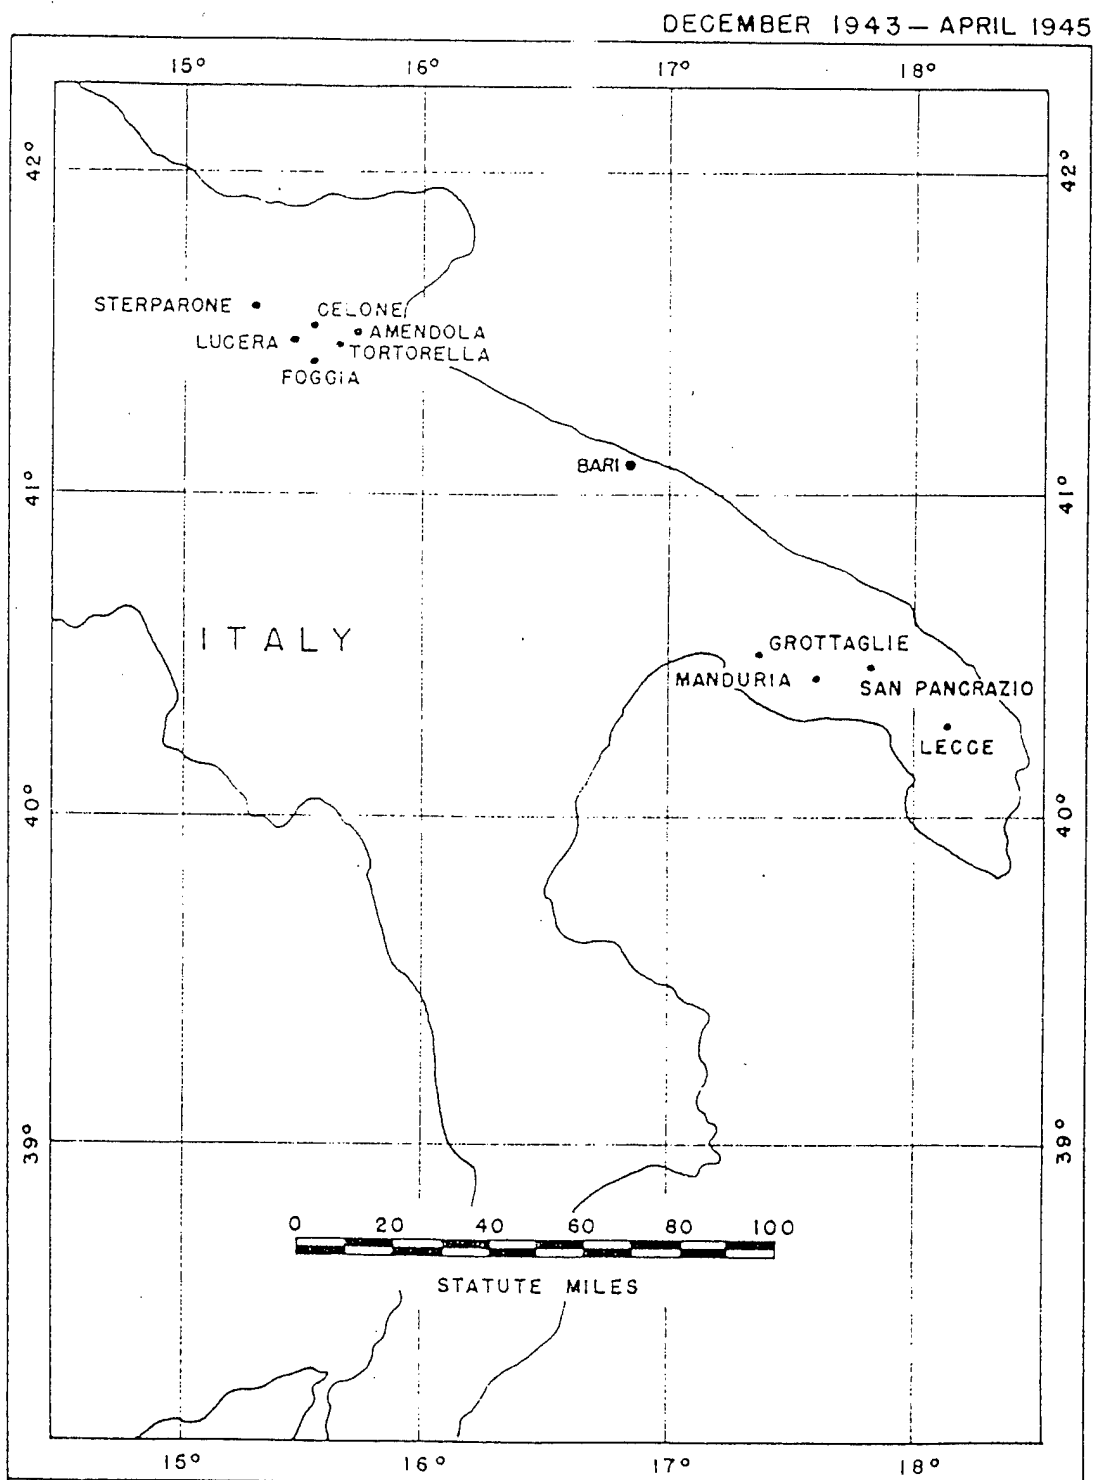 DECEMBER 1943 — APRIL 1945
15° 16° 17° 18°
42° 42°
STERPARONE
CELONE
AMENDOLA
LUCERA
TORTORELLA
FOGGIA
BARI
41° 41°
ITALY
GROTTAGLIE
MANDURIA
SAN PANCRAZIO
LECCE
40° 40°
39° 39°
0 20 40 60 80 100
STATUTE MILES
15° 16° 17° 18°